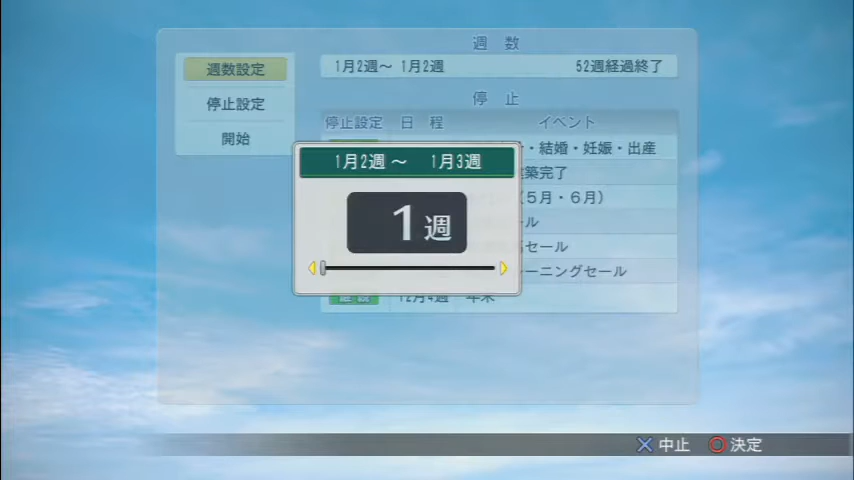 週 数
週数設定
1月2週～ 1月2週 52週経過終了
停止設定
停 止
停止設定 日 程 イベント
開始
・結婚・妊娠・出産
1月2週 ～ 1月3週
築完了
(5月・6月)
1週
ール
セール
レーニングセール
12月4週 年末
中止 決定